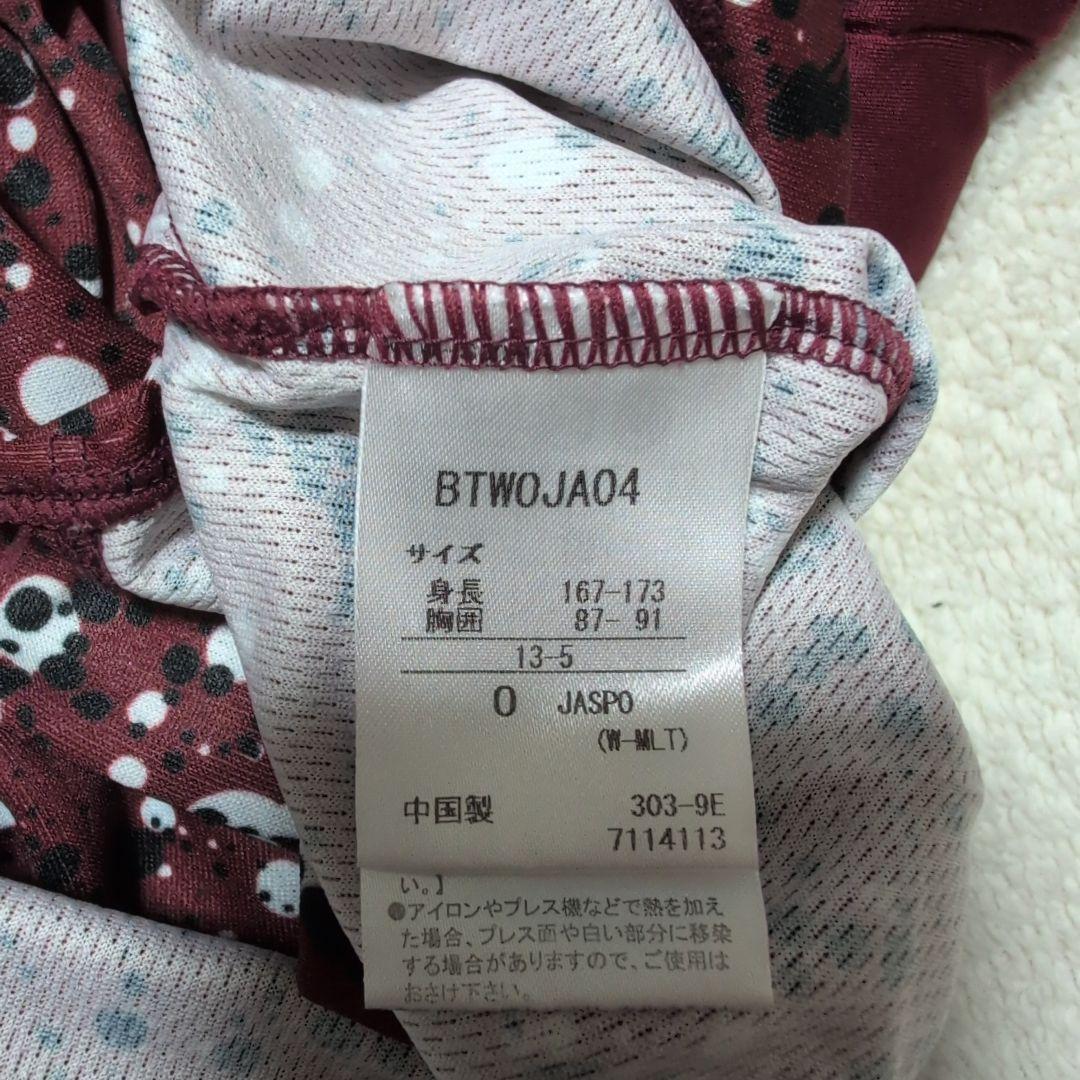 BTWOJA04
サイズ
身長 167-173
胸囲 87- 91
13-5
O JASPO
(W-MLT)
中国製 303-9E
7114113
い。】
●アイロンやプレス機などで熱を加え
た場合、プレス面や白い部分に移染
する場合がありますので、ご使用は
おさけ下さい。